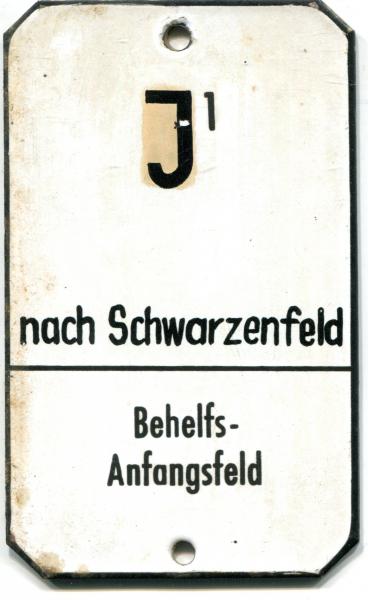 J¹
nach Schwarzenfeld
Behelfs-
Anfangsfeld